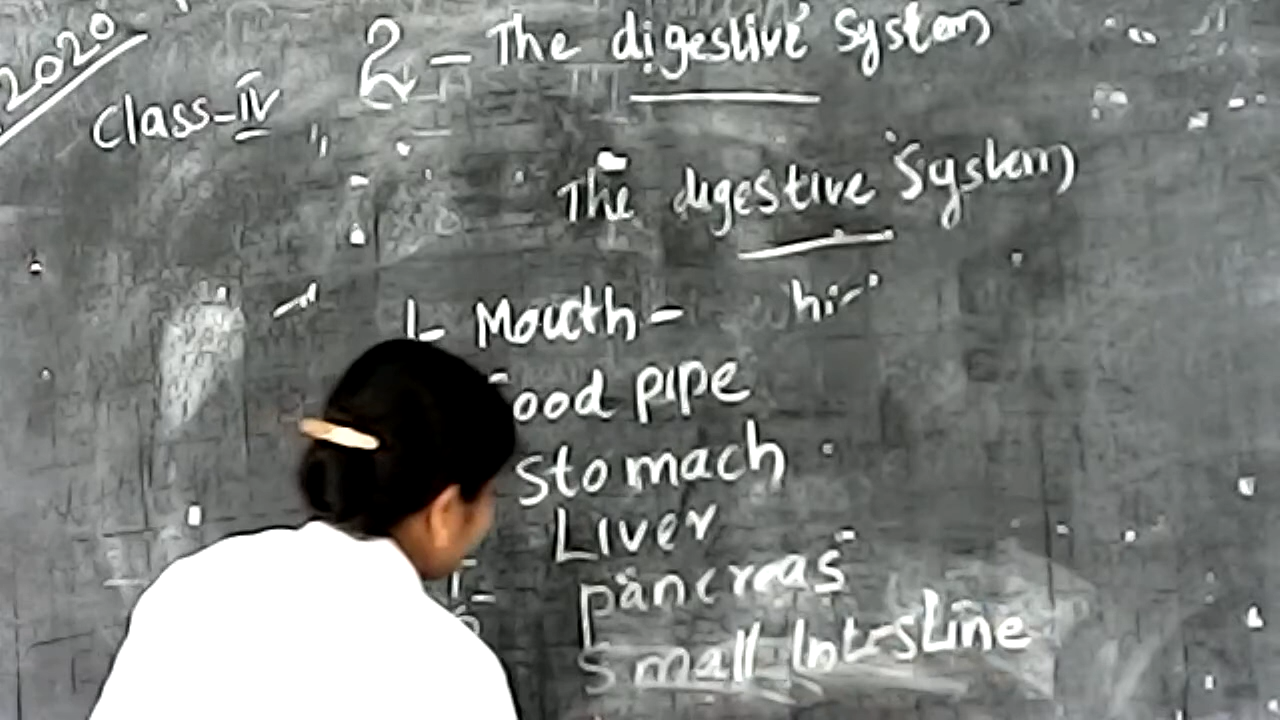 2020
2 - The digestive System
Class-IV
The digestive System
1- Mouth -
ood pipe
Stomach
Liver
pancreas
Small Intestine